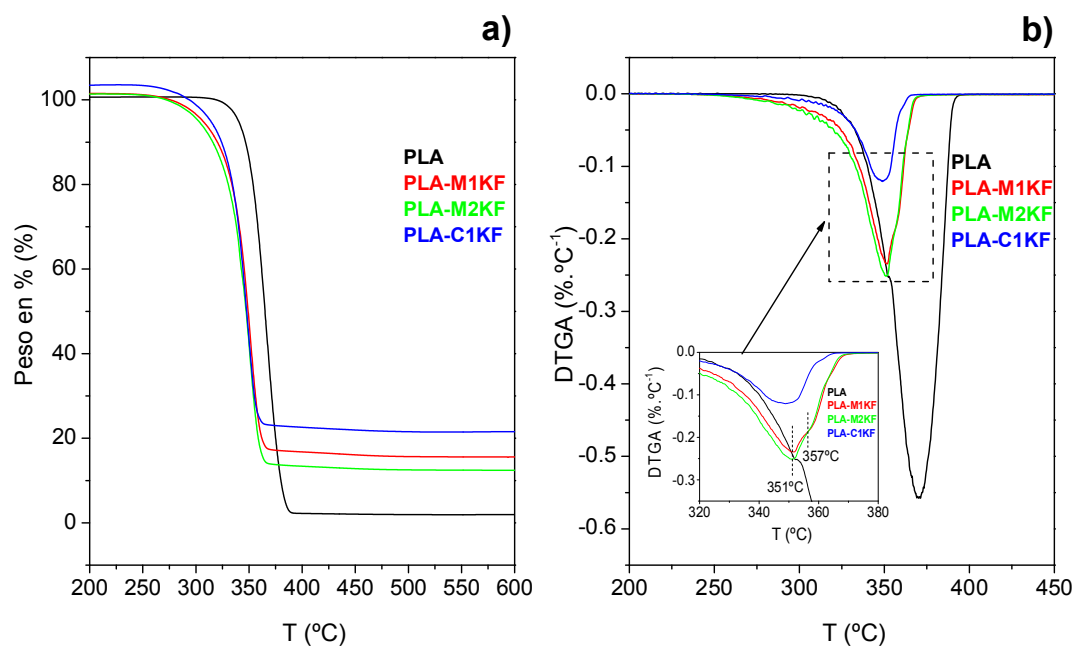 a)
Peso en % (%)
100
80
60
40
20
0
PLA
PLA-M1KF
PLA-M2KF
PLA-C1KF
200 250 300 350 400 450 500 550 600
T (ºC)
b)
DTGA (%.ºC⁻¹)
0.0
-0.1
-0.2
-0.3
-0.4
-0.5
-0.6
PLA
PLA-M1KF
PLA-M2KF
PLA-C1KF
DTGA (%.ºC⁻¹)
0.0
-0.1
-0.2
-0.3
PLA
PLA-M1KF
PLA-M2KF
PLA-C1KF
357ºC
351ºC
320 340 360 380
T (ºC)
200 250 300 350 400 450
T (ºC)